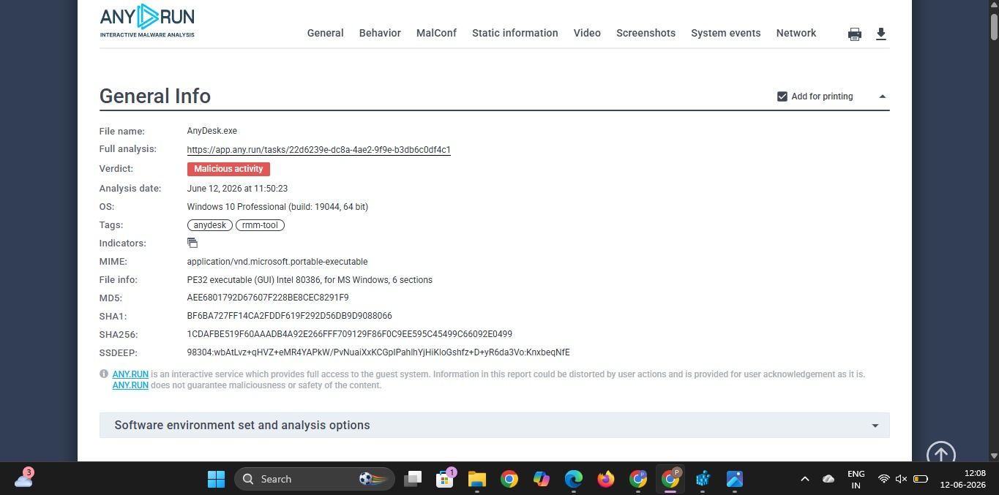 ANY RUN
INTERACTIVE MALWARE ANALYSIS
General Behavior MalConf Static information Video Screenshots System events Network
General Info
Add for printing
File name: AnyDesk.exe
Full analysis: https://app.any.run/tasks/22d6239e-dc8a-4ae2-9f9e-b3db6c0df4c1
Verdict: Malicious activity
Analysis date: June 12, 2026 at 11:50:23
OS: Windows 10 Professional (build: 19044, 64 bit)
Tags: anydesk rmm-tool
Indicators:
MIME: application/vnd.microsoft.portable-executable
File info: PE32 executable (GUI) Intel 80386, for MS Windows, 6 sections
MD5: AEE6801792D67607F228BE8CEC8291F9
SHA1: BF6BA727FF14CA2FDDF619F292D56DB9D9088066
SHA256: 1CDAFBE519F60AAADB4A92E266FFF709129F86F0C9EE595C45499C66092E0499
SSDEEP: 98304:wbAtLvz+qHVZ+eMR4YAPkW/PvNuaiXxKCGpIPahIhYjHiKloGshfz+D+yR6da3Vo:KnxbeqNfE
ANY.RUN is an interactive service which provides full access to the guest system. Information in this report could be distorted by user actions and is provided for user acknowledgement as it is.
ANY.RUN does not guarantee maliciousness or safety of the content.
Software environment set and analysis options
3
Search
1
P
P
ENG
IN
12:08
12-06-2026